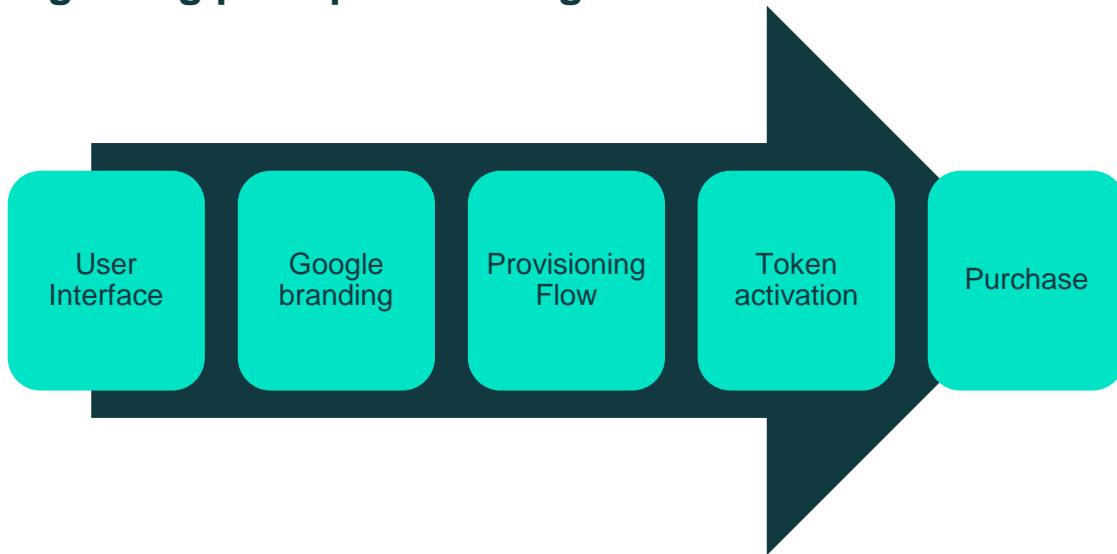 User
Interface
Google
branding
Provisioning
Flow
Token
activation
Purchase